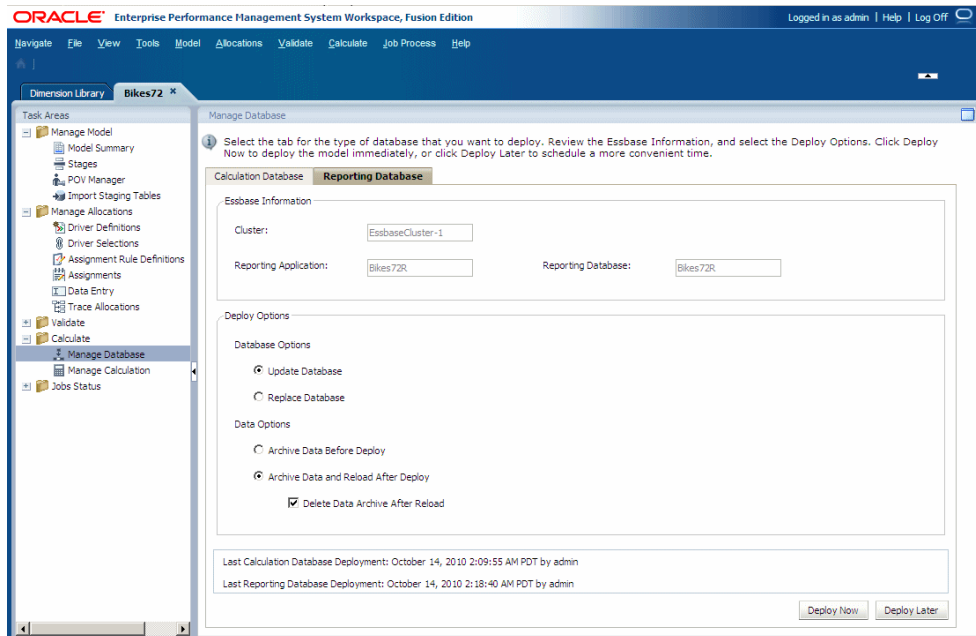 ORACLE Enterprise Performance Management System Workspace, Fusion Edition
Logged in as admin | Help | Log Off
Navigate File View Tools Model Allocations Validate Calculate Job Process Help
Dimension Library Bikes72
Task Areas
Manage Model
Model Summary
Stages
POV Manager
Import Staging Tables
Manage Allocations
Driver Definitions
Driver Selections
Assignment Rule Definitions
Assignments
Data Entry
Trace Allocations
Validate
Calculate
Manage Database
Manage Calculation
Jobs Status
Manage Database
Select the tab for the type of database that you want to deploy. Review the Essbase Information, and select the Deploy Options. Click Deploy
Now to deploy the model immediately, or click Deploy Later to schedule a more convenient time.
Calculation Database Reporting Database
Essbase Information
Cluster: EssbaseCluster-1
Reporting Application: Bikes72R Reporting Database: Bikes72R
Deploy Options
Database Options
Update Database
Replace Database
Data Options
Archive Data Before Deploy
Archive Data and Reload After Deploy
Delete Data Archive After Reload
Last Calculation Database Deployment: October 14, 2010 2:09:55 AM PDT by admin
Last Reporting Database Deployment: October 14, 2010 2:18:40 AM PDT by admin
Deploy Now Deploy Later